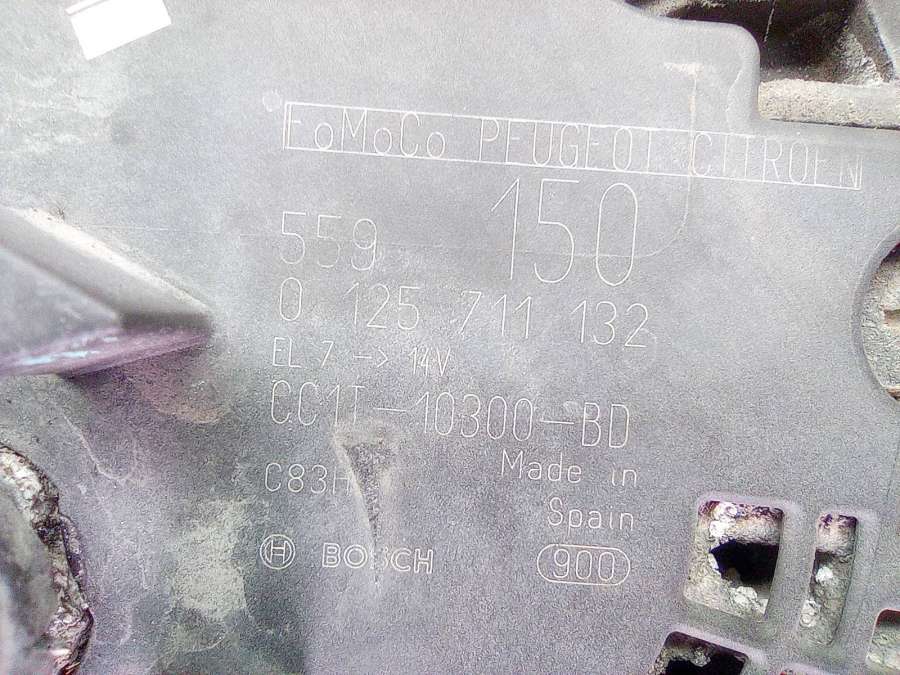 FoMoCo PEUGEOT CITROEN
559 150
0 125 711 132
EL 7 -> 14V
CC1T-10300-BD
C83H Made in
Spain
BOSCH 900